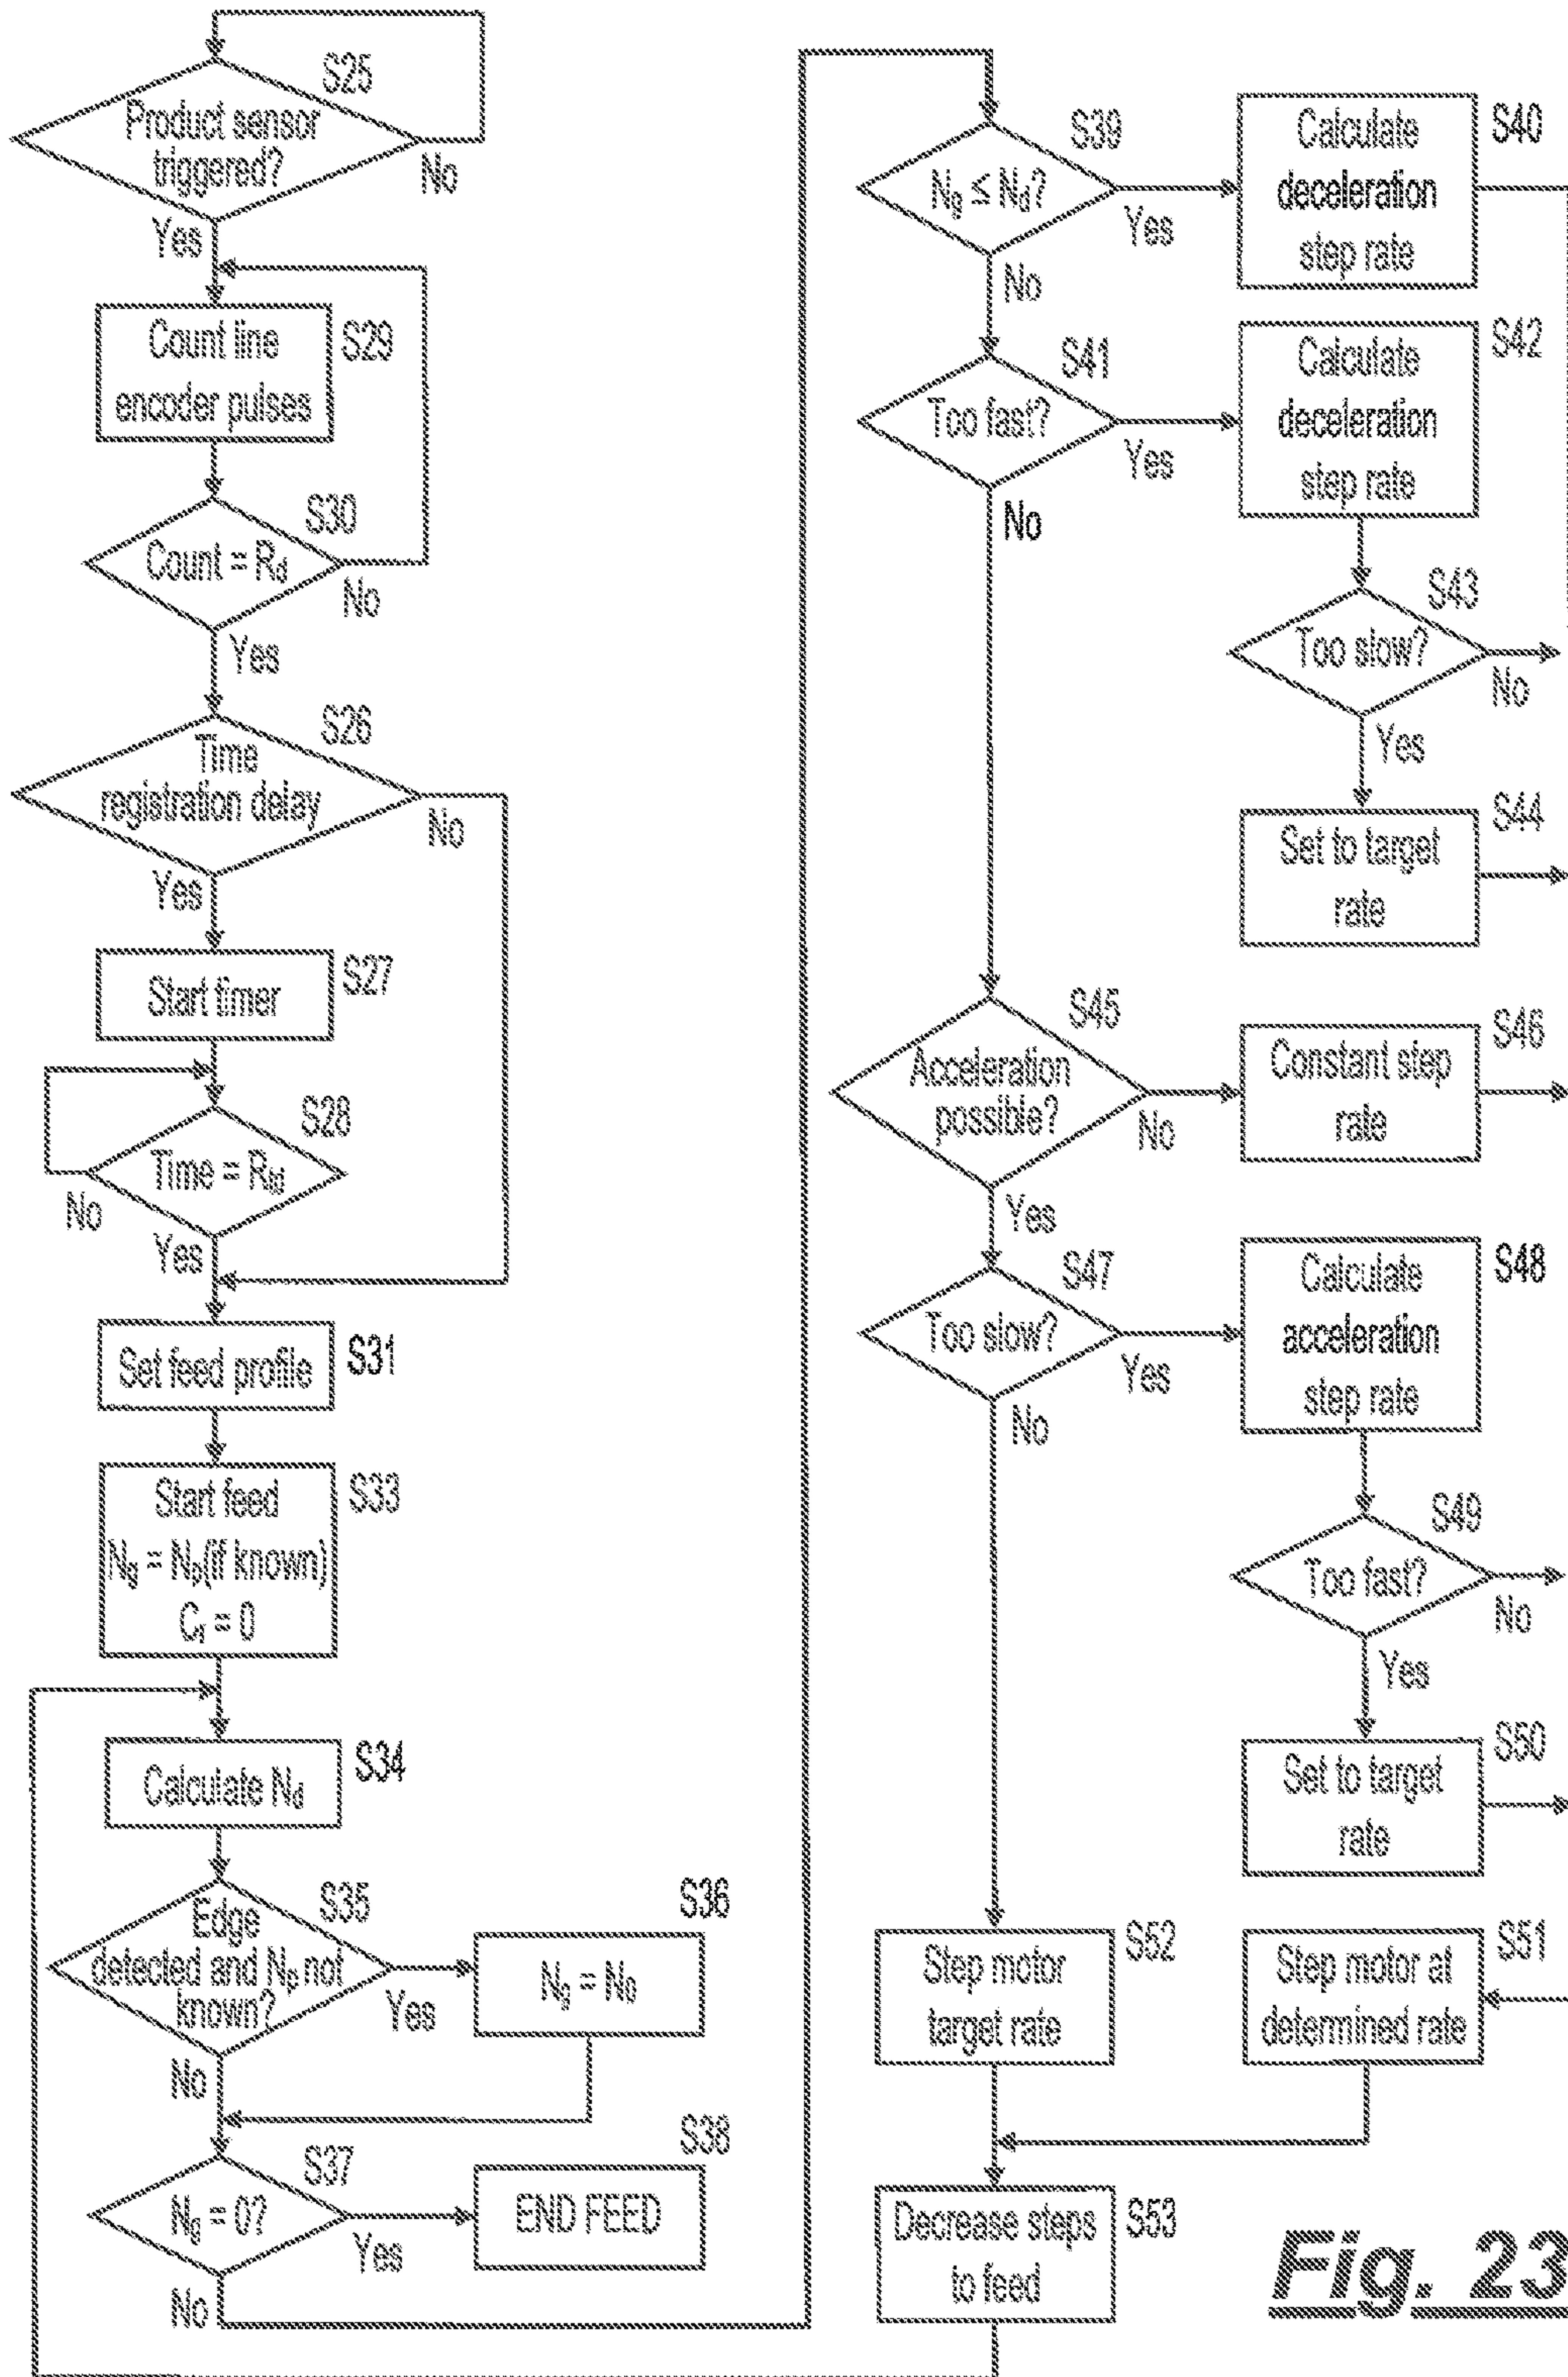 S25
Product sensor
triggered?
No
Yes
Count line
encoder pulses
S29
S30
Count = Rd
No
Yes
S26
Time
registration delay
No
Yes
Start timer
S27
S28
Time = Rtd
No
Yes
Set feed profile
S31
Start feed
Ng = Np(if known)
Cf = 0
S33
Calculate Nd
S34
S35
Edge
detected and Np not
known?
Yes
No
S36
Ng = N0
S37
Ng = 0?
Yes
No
S38
END FEED
S39
Ng ≤ Nd?
Yes
No
Calculate
deceleration
step rate
S40
S41
Too fast?
Yes
No
Calculate
deceleration
step rate
S42
S43
Too slow?
No
Yes
Set to target
rate
S44
S45
Acceleration
possible?
No
Yes
Constant step
rate
S46
S47
Too slow?
Yes
No
Calculate
acceleration
step rate
S48
S49
Too fast?
No
Yes
Set to target
rate
S50
Step motor at
determined rate
S51
Step motor
target rate
S52
Decrease steps
to feed
S53
Fig. 23